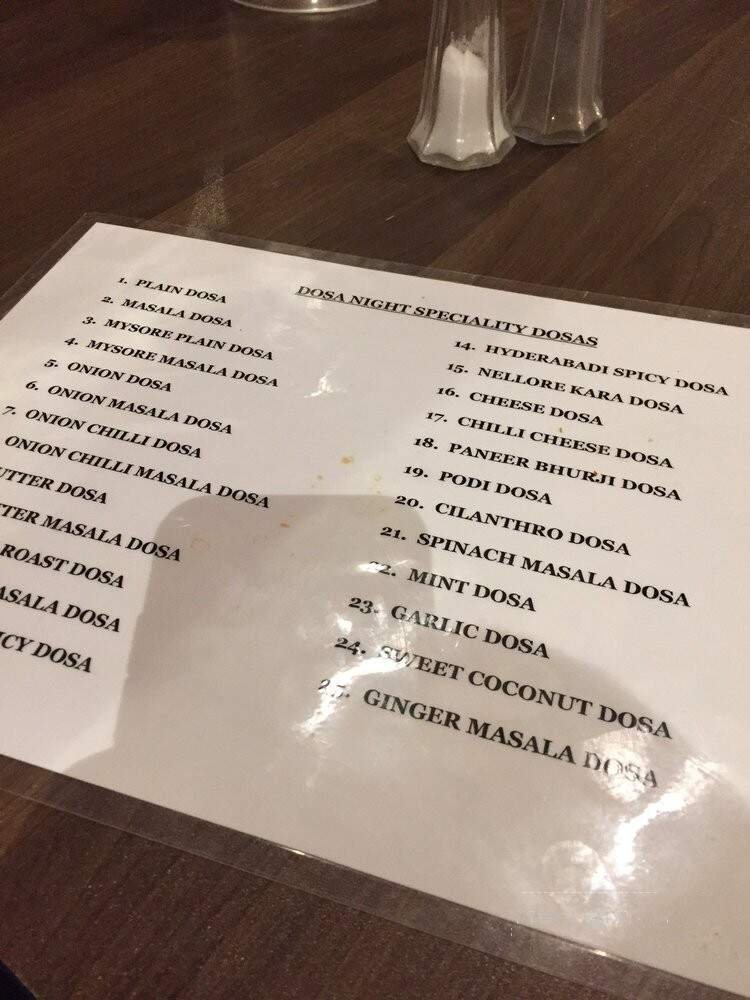 DOSA NIGHT SPECIALITY DOSAS
1. PLAIN DOSA
2. MASALA DOSA
3. MYSORE PLAIN DOSA
4. MYSORE MASALA DOSA
5. ONION DOSA
6. ONION MASALA DOSA
7. ONION CHILLI DOSA
ONION CHILLI MASALA DOSA
UTTER DOSA
TER MASALA DOSA
ROAST DOSA
ASALA DOSA
ICY DOSA
14. HYDERABADI SPICY DOSA
15. NELLORE KARA DOSA
16. CHEESE DOSA
17. CHILLI CHEESE DOSA
18. PANEER BHURJI DOSA
19. PODI DOSA
20. CILANTHRO DOSA
21. SPINACH MASALA DOSA
22. MINT DOSA
23. GARLIC DOSA
24. SWEET COCONUT DOSA
25. GINGER MASALA DOSA